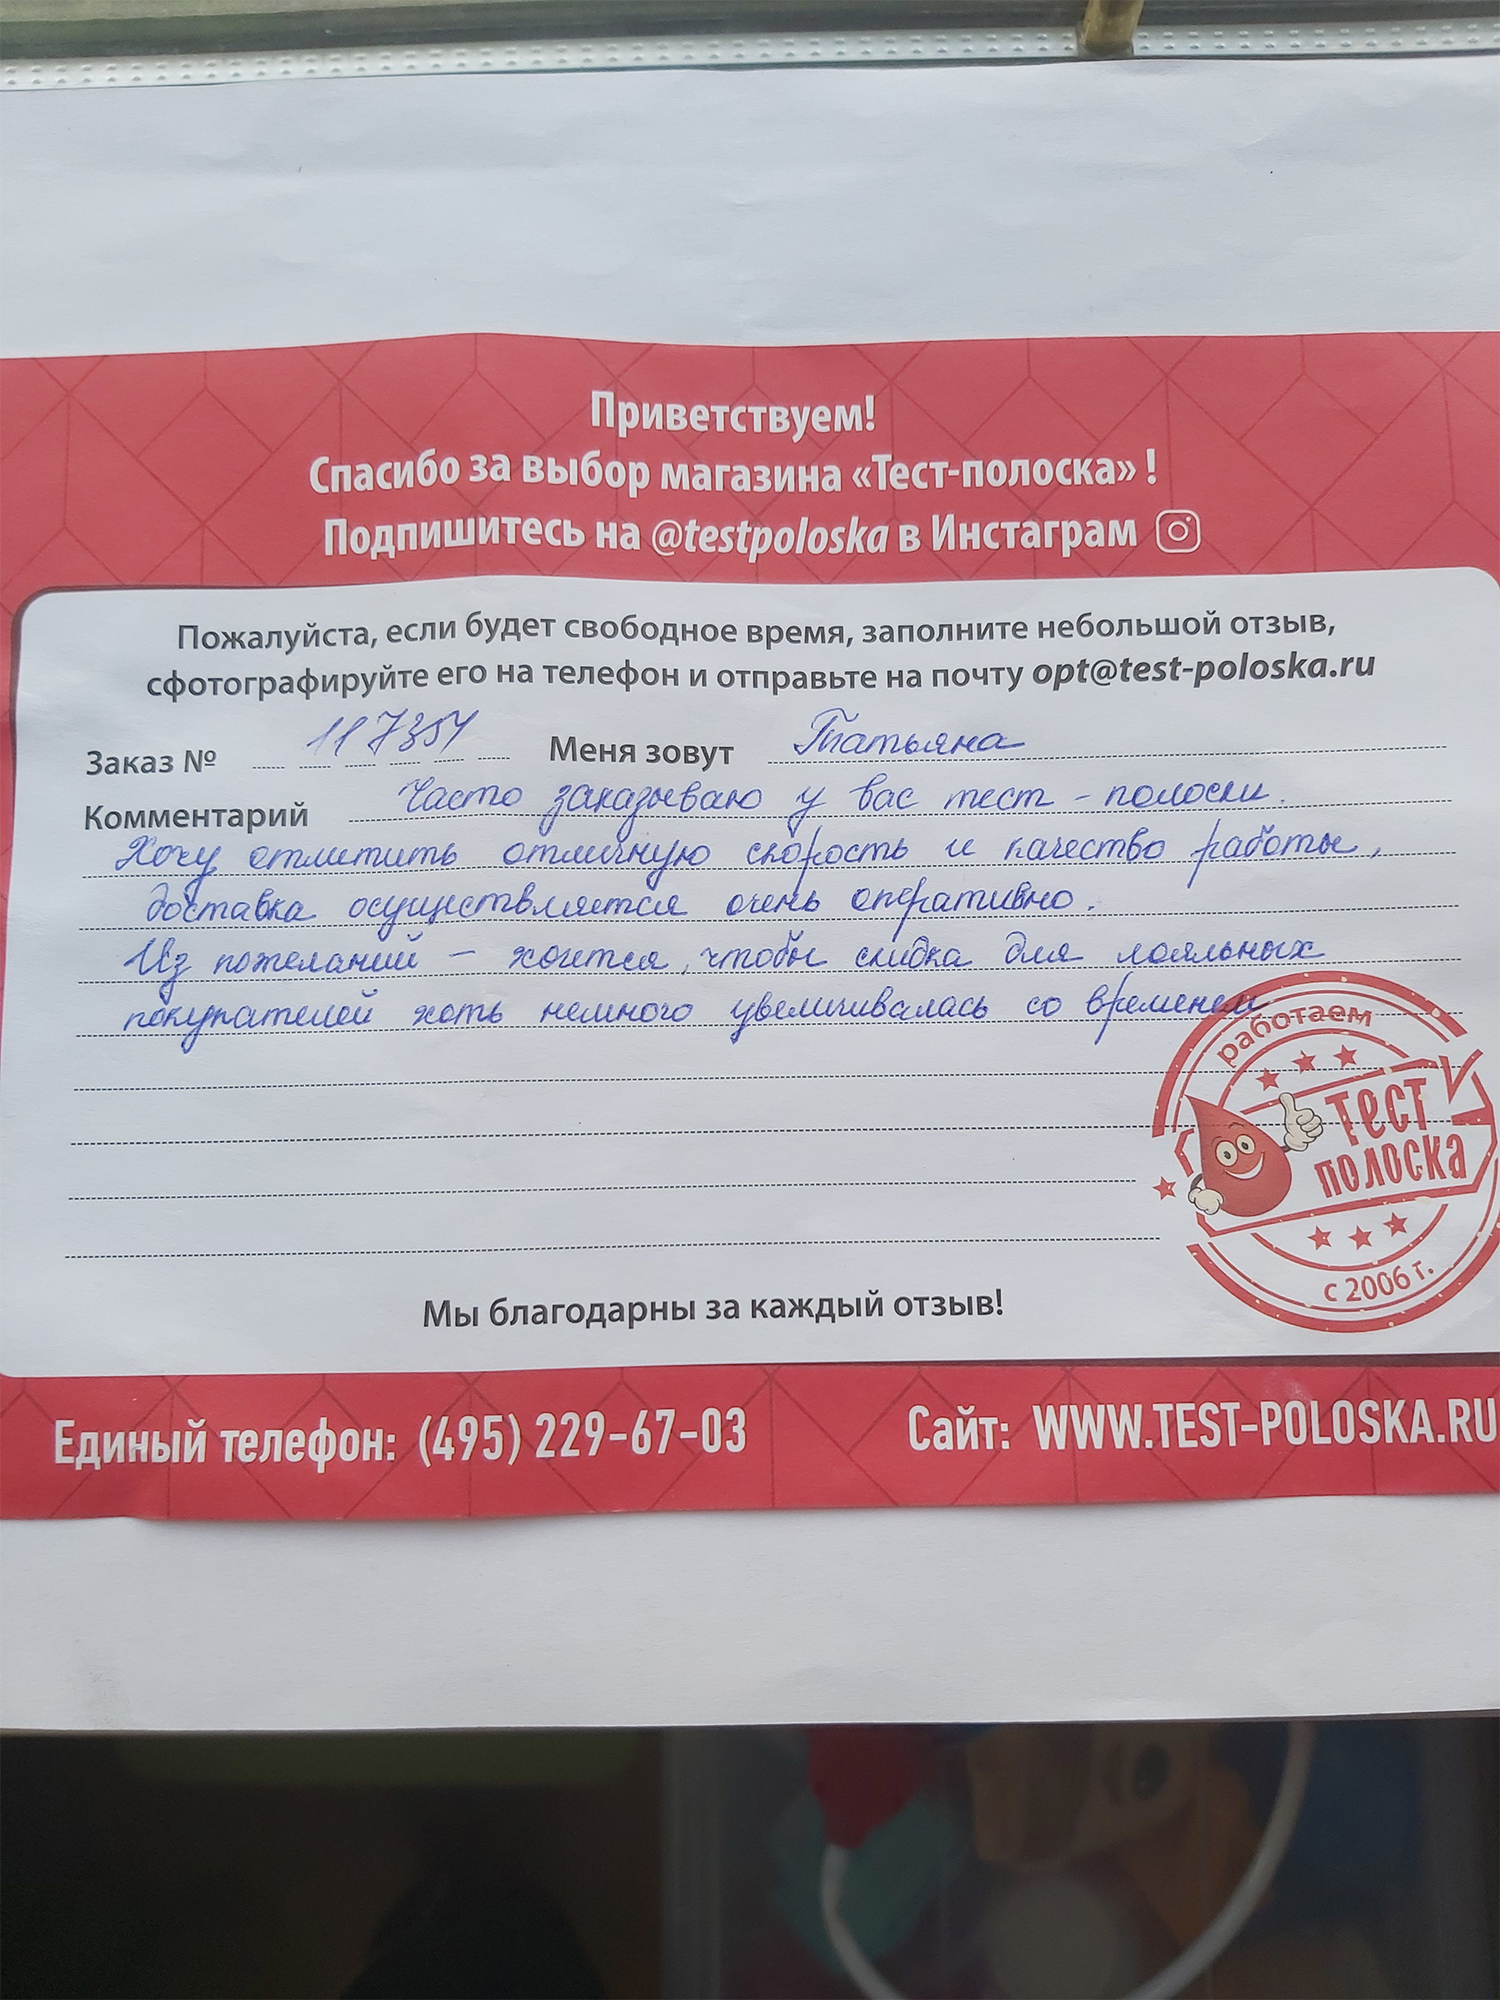 Приветствуем!
Спасибо за выбор магазина «Тест-полоска» !
Подпишитесь на @testpoloska в Инстаграм
Пожалуйста, если будет свободное время, заполните небольшой отзыв,
сфотографируйте его на телефон и отправьте на почту opt@test-poloska.ru
Заказ № 117351 Меня зовут Татьяна
Комментарий Часто заказываю у вас тест - полоски.
Хочу отметить отличную скорость и качество работы,
доставка осуществляется очень оперативно.
Из пожеланий - хочется, чтобы скидка для лояльных
покупателей хоть немного увеличивалась со временем
работаем
ТЕСТ
ПОЛОСКА
с 2006 г.
Мы благодарны за каждый отзыв!
Единый телефон: (495) 229-67-03 Сайт: WWW.TEST-POLOSKA.RU